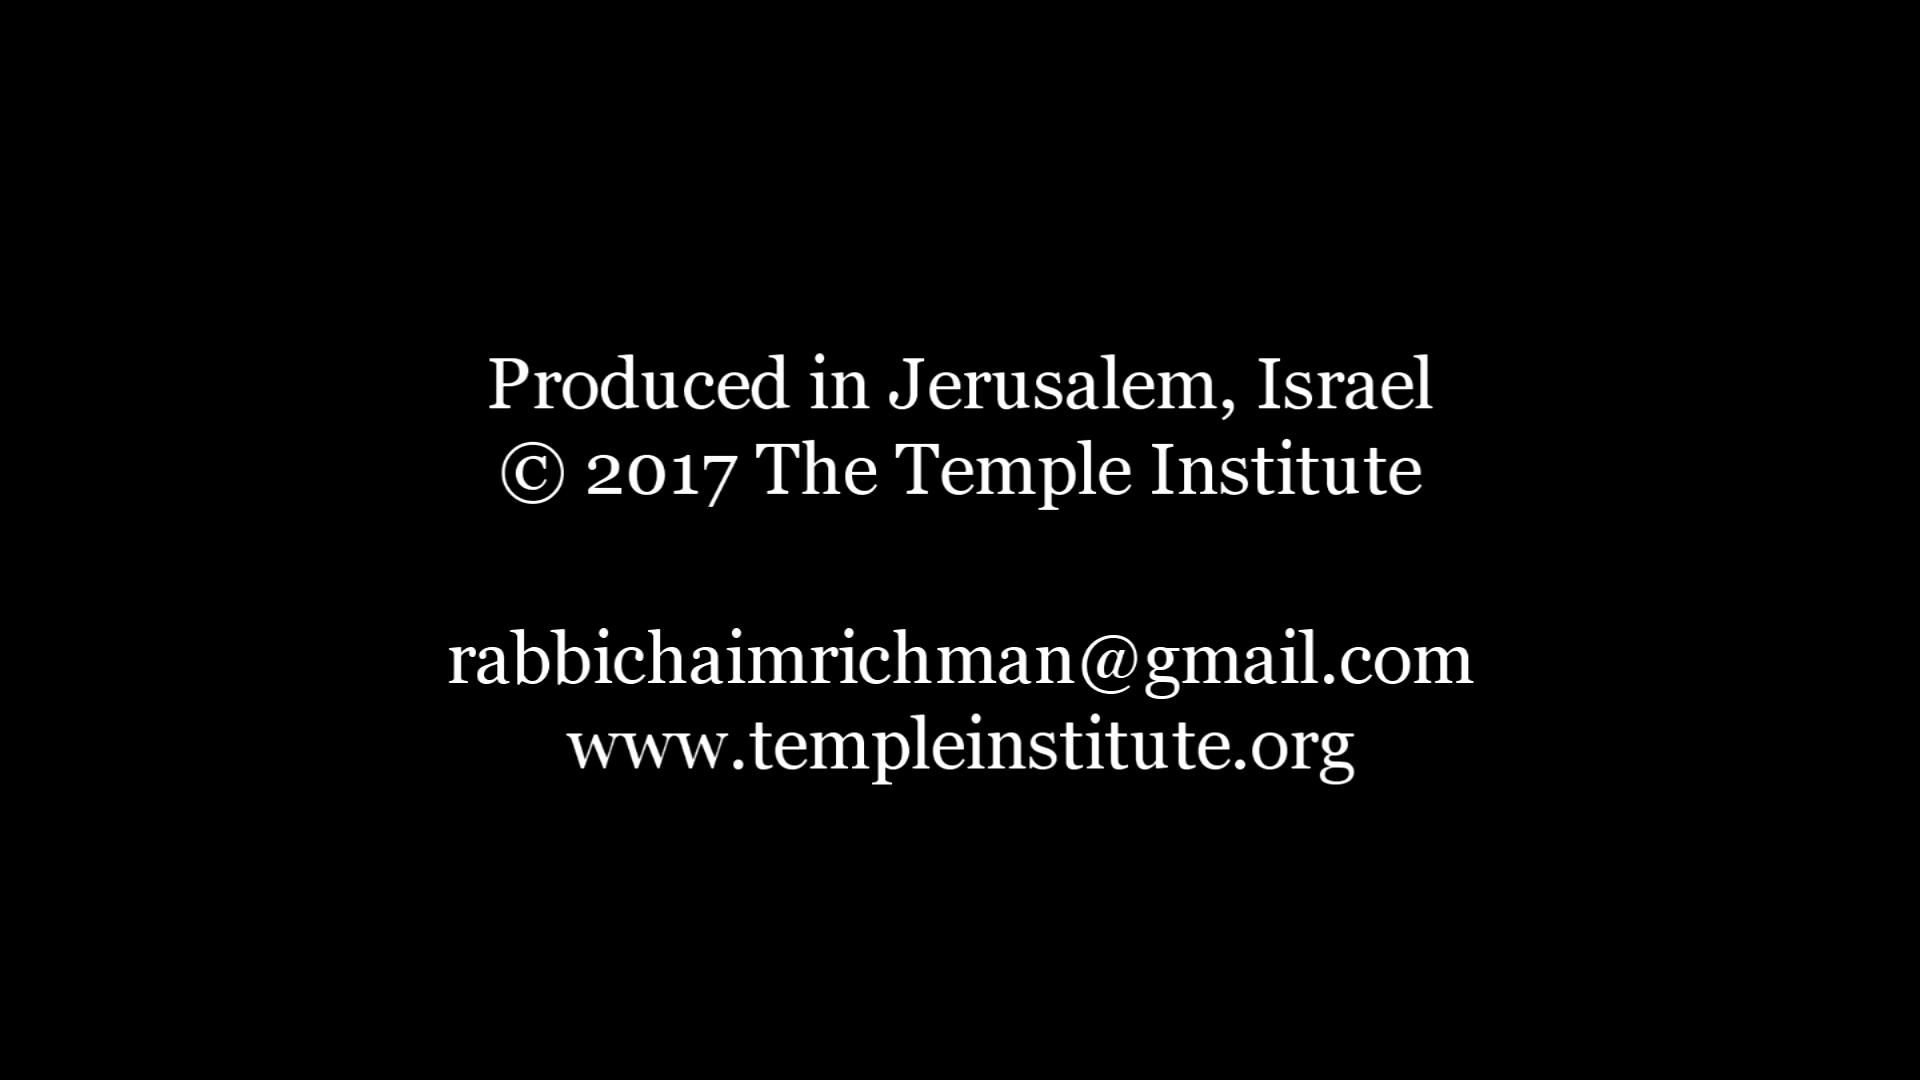 Produced in Jerusalem, Israel
© 2017 The Temple Institute
rabbichaimrichman@gmail.com
www.templeinstitute.org